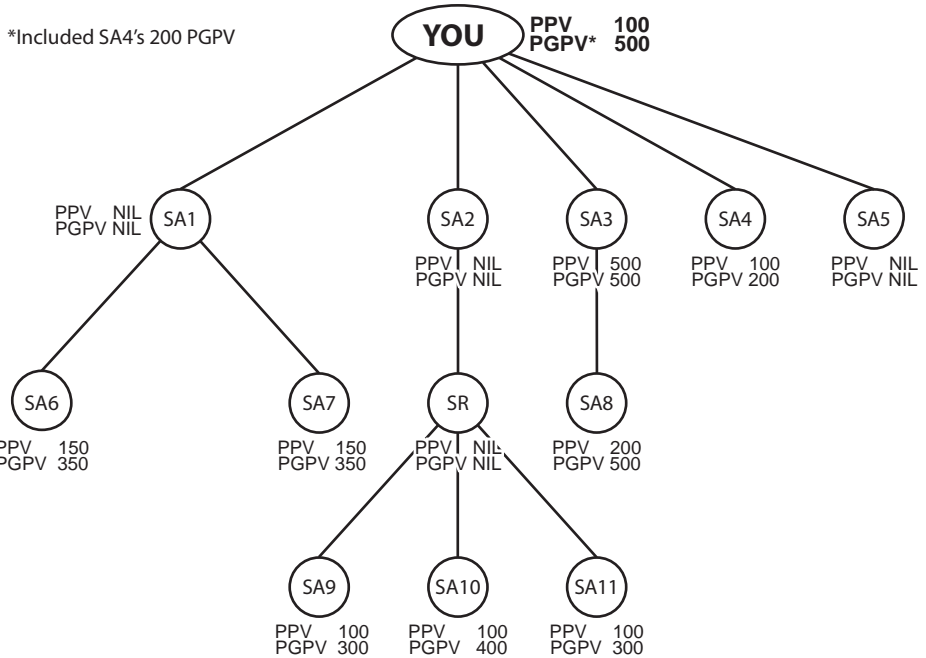 *Included SA4's 200 PGPV
YOU
PPV 100
PGPV* 500
PPV NIL
PGPV NIL
SA1
SA2
PPV NIL
PGPV NIL
SA3
PPV 500
PGPV 500
SA4
PPV 100
PGPV 200
SA5
PPV NIL
PGPV NIL
SA6
PPV 150
PGPV 350
SA7
PPV 150
PGPV 350
SR
PPV NIL
PGPV NIL
SA8
PPV 200
PGPV 500
SA9
PPV 100
PGPV 300
SA10
PPV 100
PGPV 400
SA11
PPV 100
PGPV 300